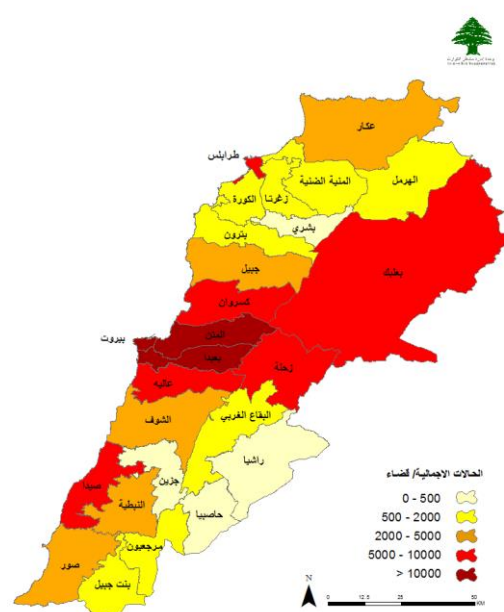 عكار
طرابلس
المنية الضنية
الهرمل
زغرتا
الكورة
بشري
بترون
بعلبك
جبيل
كسروان
المتن
بيروت
بعبدا
زحلة
عاليه
البقاع الغربي
الشوف
راشيا
صيدا
جزين
النبطية
حاصبيا
مرجعيون
صور
بنت جبيل
الحالات الاجمالية/ قضاء
0 - 500
500 - 2000
2000 - 5000
5000 - 10000
> 10000
N
0 12.5 25 50
KM